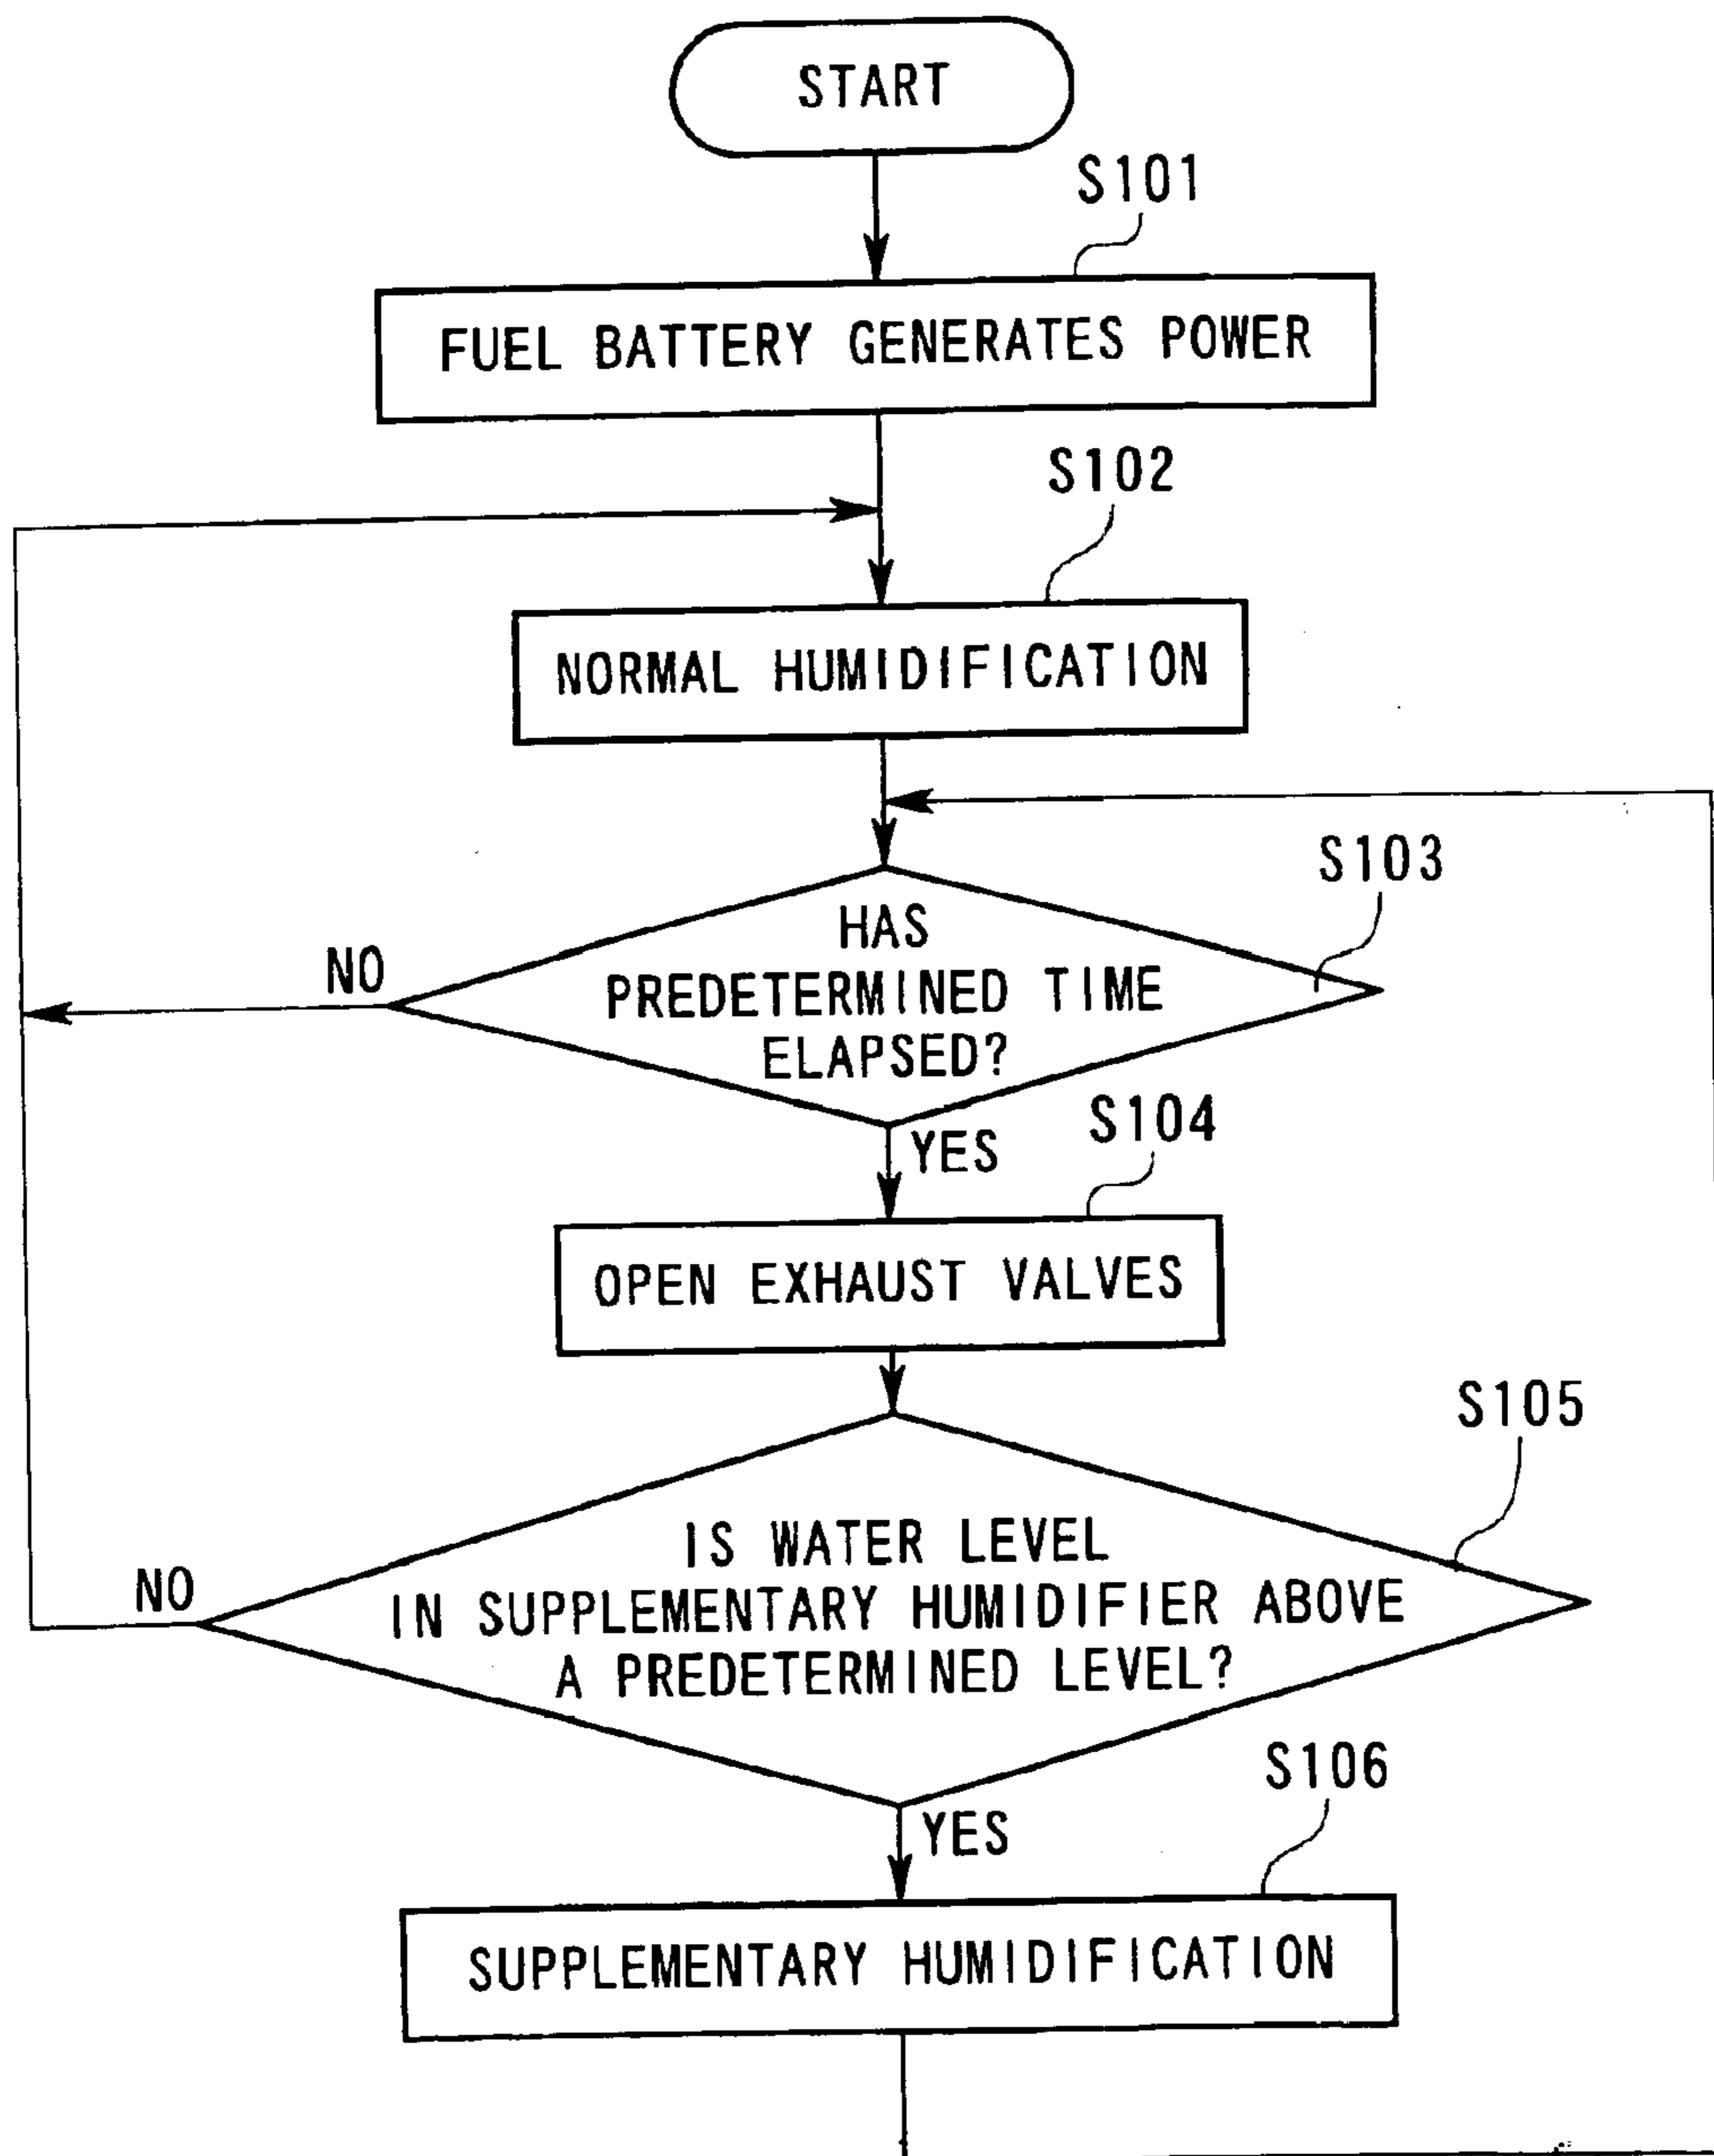 START
S101
FUEL BATTERY GENERATES POWER
S102
NORMAL HUMIDIFICATION
S103
HAS
PREDETERMINED TIME
ELAPSED?
NO
YES
S104
OPEN EXHAUST VALVES
S105
IS WATER LEVEL
IN SUPPLEMENTARY HUMIDIFIER ABOVE
A PREDETERMINED LEVEL?
NO
YES
S106
SUPPLEMENTARY HUMIDIFICATION